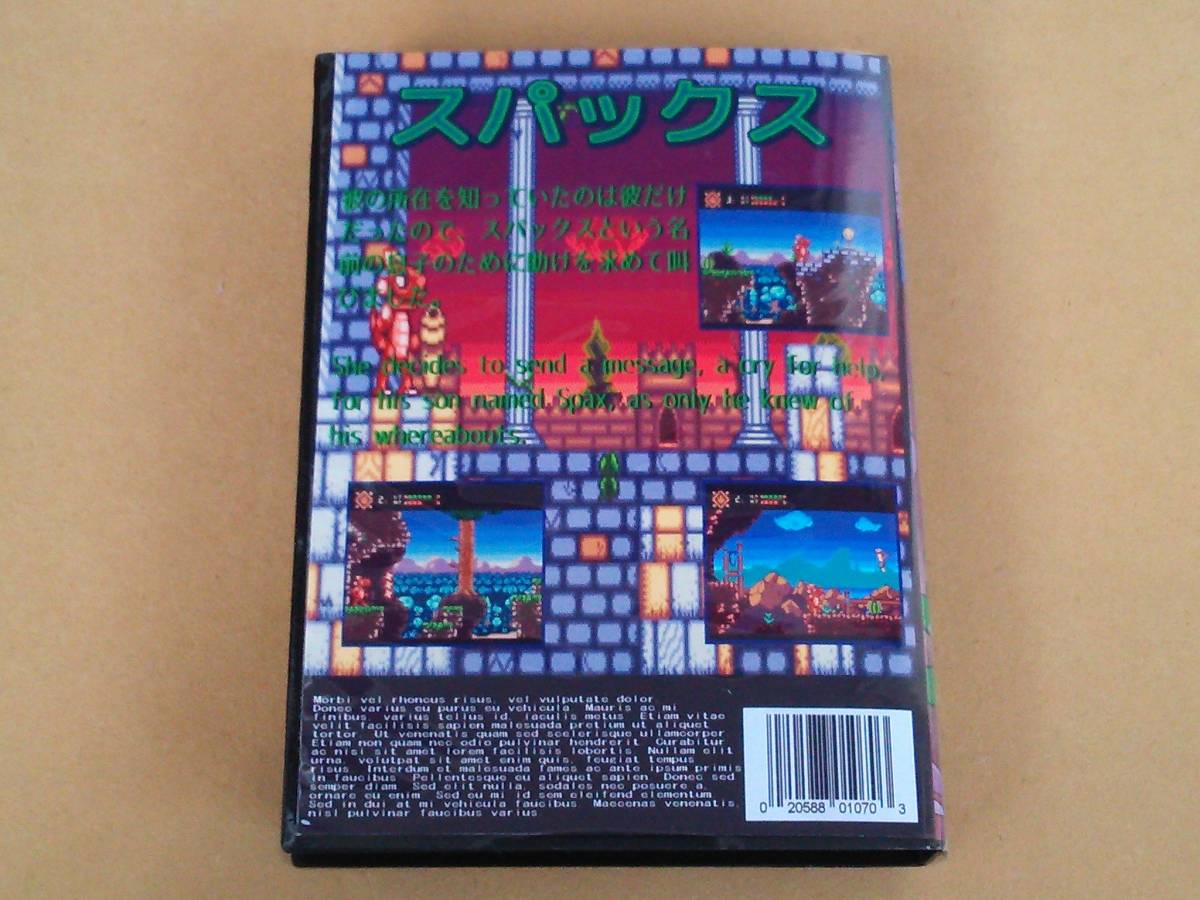 スパックス
彼の所在を知っていたのは彼だけ
だったので、スパックスという名
前の息子のために助けを求めて叫
びました。
She decides to send a message, a cry for help,
for his son named Spax, as only he knew of
his whereabouts.
Morbi vel rhoncus risus, vel vulputate dolor
Donec varius eu purus eu vehicula Mauris ac mi
finibus, varius tellus id, iaculis metus Etiam vitae
velit facilisis sapien malesuada pretium ut aliquet
tortor Ut venenatis quam sed scelerisque ullamcorper
Etiam non quam nec odio pulvinar hendrerit Curabitur
ac nisi sit amet lorem facilisis lobortis Nullam elit
urna, volutpat sit amet enim quis, feugiat tempus
risus Interdum et malesuada fames ac ante ipsum primis
in faucibus Pellentesque eu aliquet sapien Donec sed
semper diam Sed elit nulla, sodales nec posuere a,
ornare eu enim Sed eu mi id sem eleifend elementum
Sed in dui at mi vehicula faucibus Maecenas venenatis,
nisl pulvinar faucibus varius
0 20588 01070 3